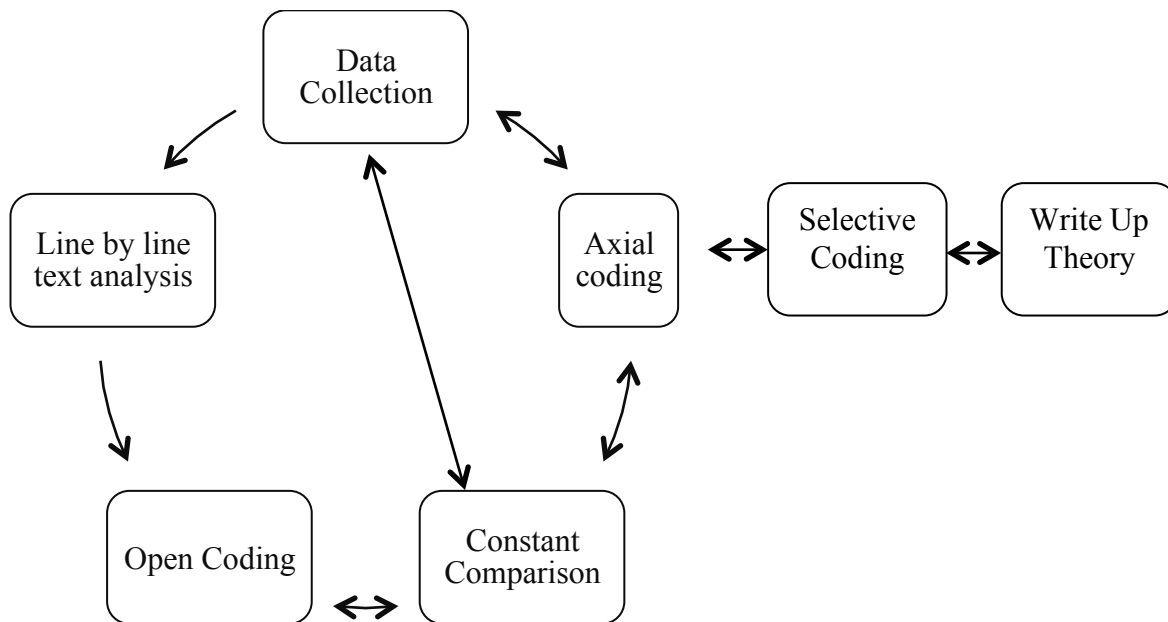 Data
Collection
Line by line
text analysis
Axial
coding
Selective
Coding
Write Up
Theory
Open Coding
Constant
Comparison